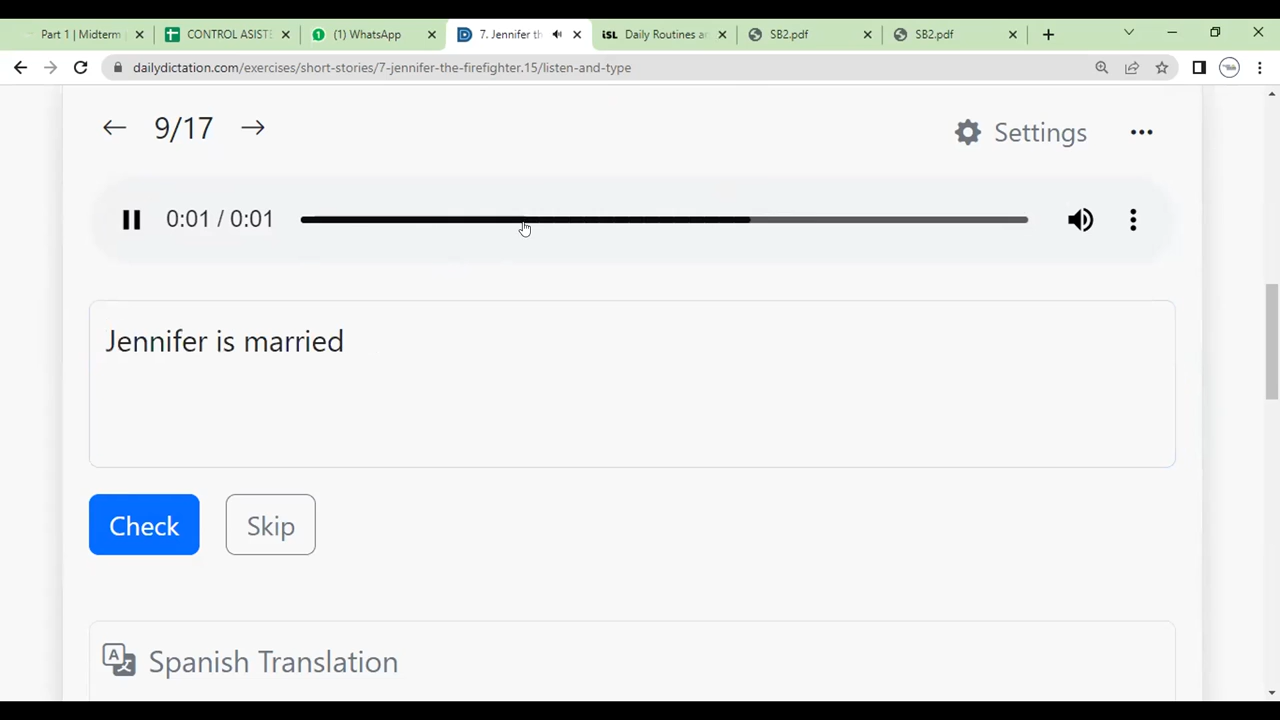 Part 1 | Midterm
CONTROL ASIST
(1) WhatsApp
7. Jennifer th
iSL Daily Routines a
SB2.pdf
SB2.pdf
dailydictation.com/exercises/short-stories/7-jennifer-the-firefighter.15/listen-and-type
9/17
Settings
0:01 / 0:01
Jennifer is married
Check
Skip
Spanish Translation